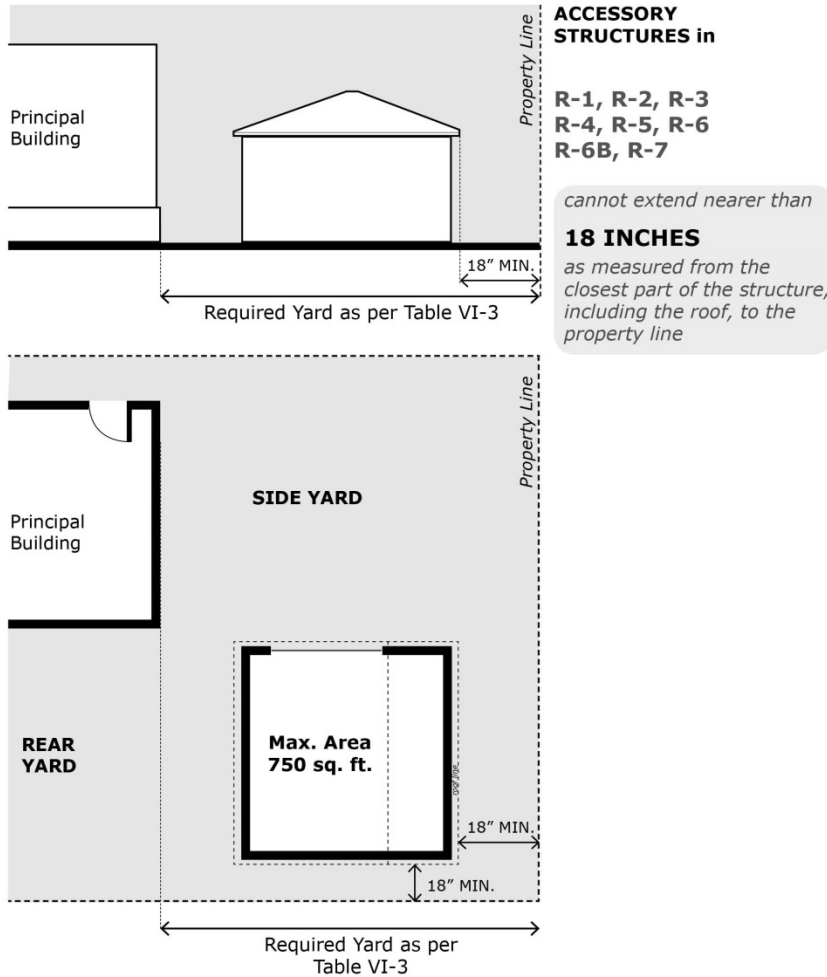 ACCESSORY
STRUCTURES in
R-1, R-2, R-3
R-4, R-5, R-6
R-6B, R-7
cannot extend nearer than
18 INCHES
as measured from the
closest part of the structure,
including the roof, to the
property line
Property Line
Principal
Building
18” MIN.
Required Yard as per Table VI-3
Property Line
SIDE YARD
Principal
Building
REAR
YARD
Max. Area
750 sq. ft.
roof line
18” MIN.
18” MIN.
Required Yard as per
Table VI-3